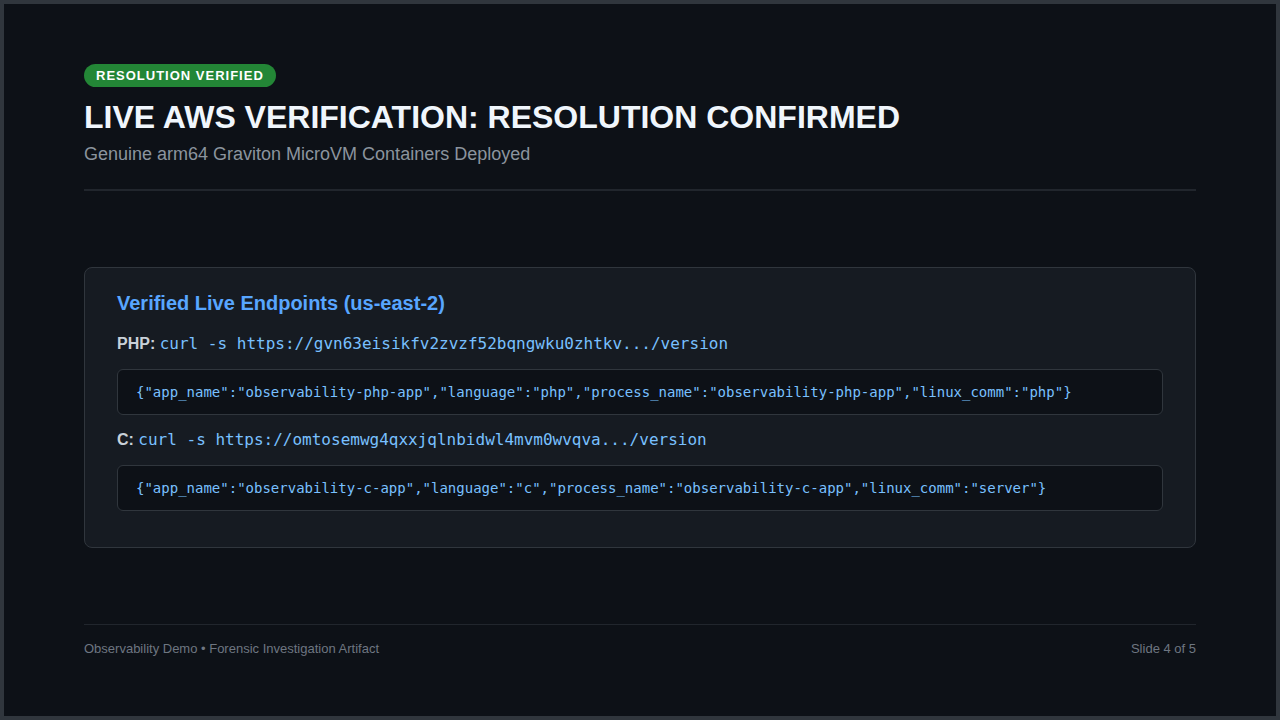 RESOLUTION VERIFIED
LIVE AWS VERIFICATION: RESOLUTION CONFIRMED
Genuine arm64 Graviton MicroVM Containers Deployed
Verified Live Endpoints (us-east-2)
PHP: curl -s https://gvn63eisikfv2zvzf52bqngwku0zhtkv.../version
{"app_name":"observability-php-app","language":"php","process_name":"observability-php-app","linux_comm":"php"}
C: curl -s https://omtosemwg4qxxjqlnbidwl4mvm0wvqva.../version
{"app_name":"observability-c-app","language":"c","process_name":"observability-c-app","linux_comm":"server"}
Observability Demo • Forensic Investigation Artifact
Slide 4 of 5